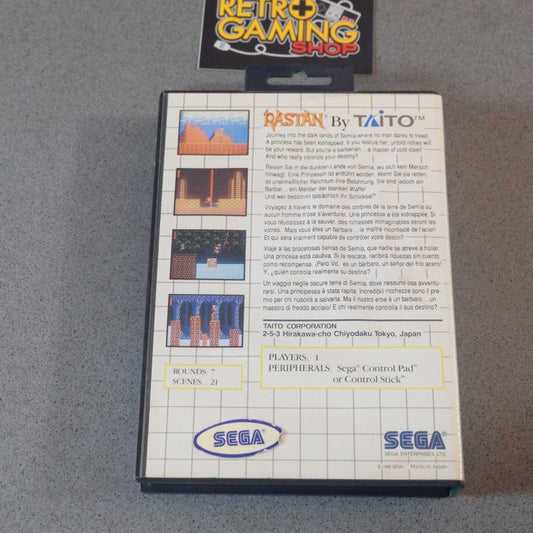 RETRO
GAMING
SHOP
RASTAN™ By TAITO™
Journey into the dark lands of Semia where no man dares to tread.
A princess has been kidnapped. If you rescue her, untold riches will
be your reward. But you're a barbarian... a master of cold steel!
And who really controls your destiny?
Reisen Sie in die dunklen Lande von Semia, wo sich kein Mensch
hinwagt. Eine Prinzessin ist entführt worden. Wenn Sie sie retten,
ist unermeßlicher Reichtum Ihre Belohnung. Sie sind jedoch ein
Barbar... ein Meister der blanken Waffe!
Und wer bestimmt tatsächlich Ihr Schicksal?
Voyagez à travers le domaine des ombres de la terre de Semia où
aucun homme n'ose s'aventurer. Une princesse a été kidnappée. Si
vous réussissez à la sauver, des richesses inimaginables seront les
vôtres. Mais vous êtes un barbare... le maître incontesté de l'acier!
Et qui sera vraiment capable de contrôler votre destin?
Viaje a las procelosas tierras de Semia, que nadie se atreve a hollar.
Una princesa está cautiva. Si la rescata, recibirá riquezas sin cuento
como recompensa. ¡Pero Vd. es un bárbaro, un señor del frío acero!
Y, ¿quién controla realmente su destino?
Un viaggio nelle oscure terre di Semia, dove nessuno osa avventu-
rarsi. Una principessa è stata rapita. Incredibili ricchezze sono il pre-
mio per chi riuscirà a salvarla. Ma il nostro eroe è un barbaro... un
maestro di freddo acciaio! E chi realmente controlla il suo destino?
TAITO CORPORATION
2-5-3 Hirakawa-cho Chiyodaku Tokyo, Japan
ROUNDS: 7
SCENES: 21
PLAYERS: 1
PERIPHERALS: Sega® Control Pad™
or Control Stick™
SEGA®
SEGA®
SEGA ENTERPRISES LTD.
SEGA Made in Japan